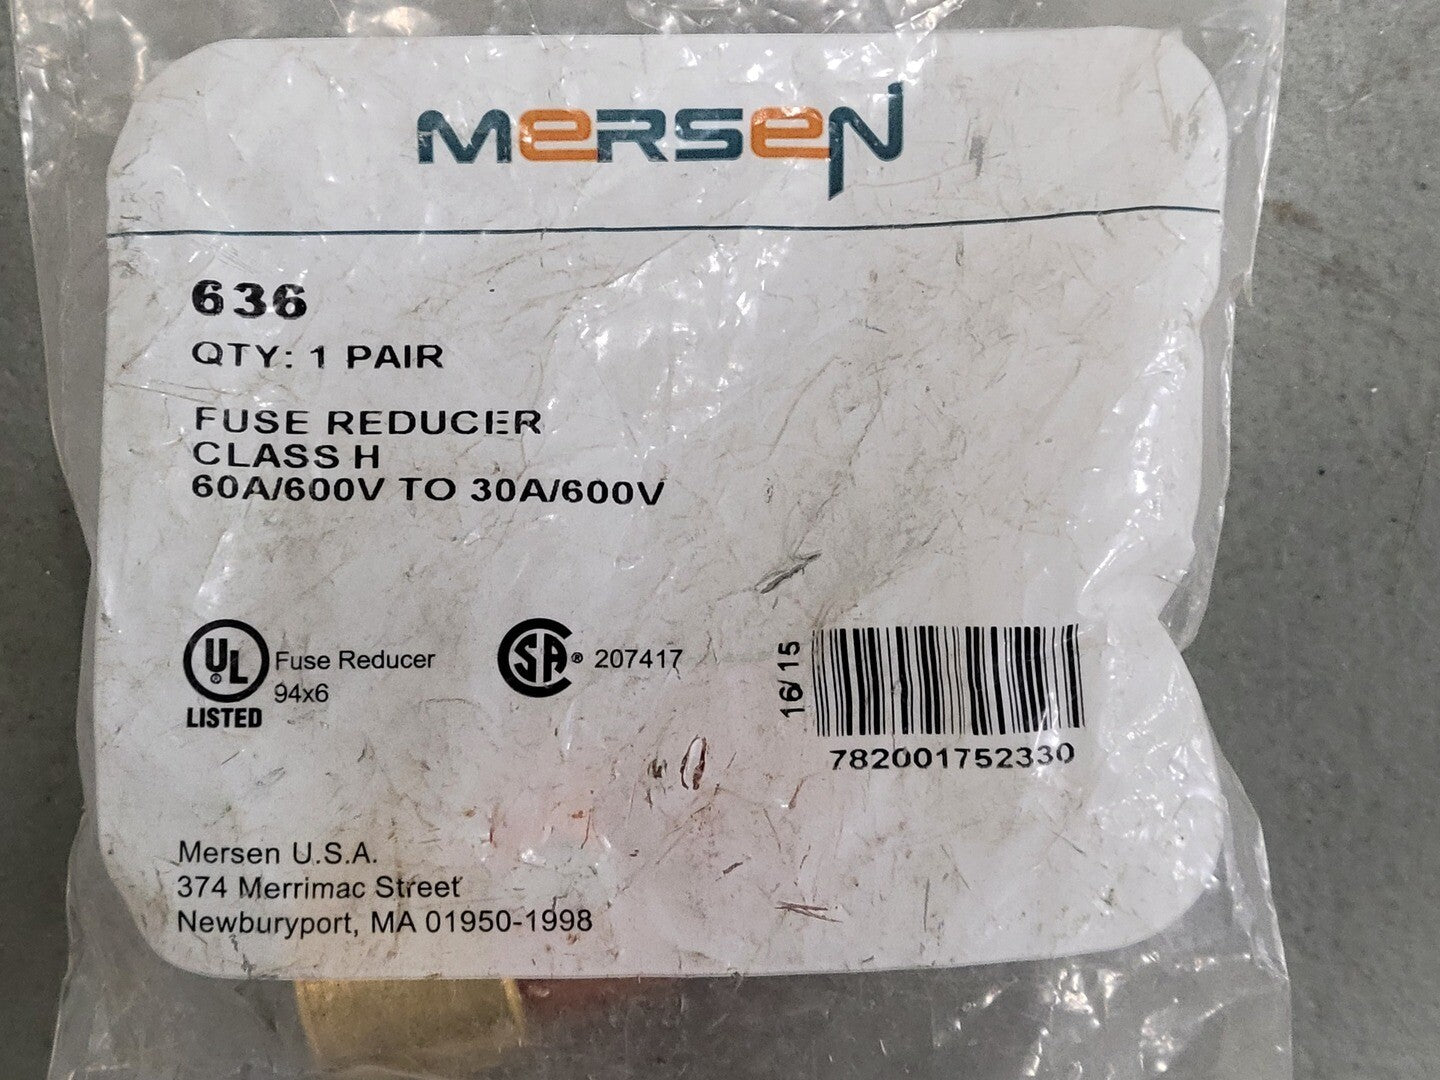 MERSEN
636
QTY: 1 PAIR
FUSE REDUCER
CLASS H
60A/600V TO 30A/600V
UL ® LISTED
Fuse Reducer
94x6
CSA ® 207417
16/15
782001752330
Mersen U.S.A.
374 Merrimac Street
Newburyport, MA 01950-1998